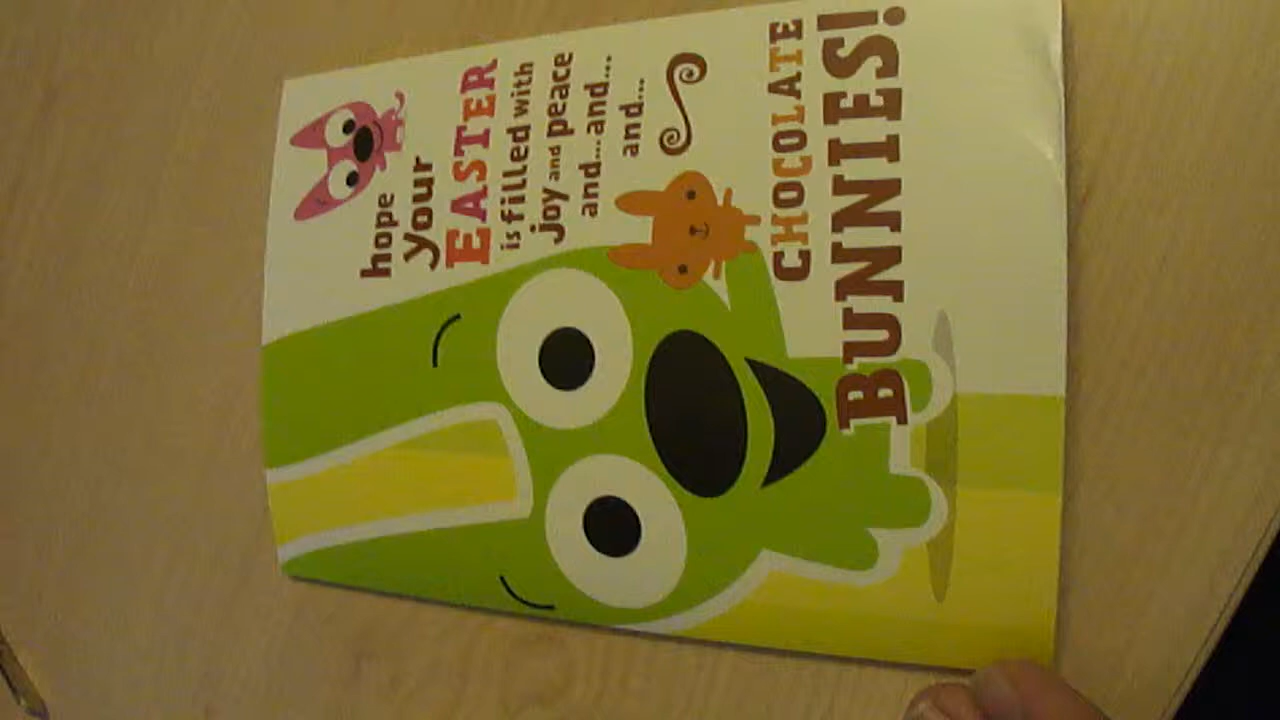 hope
your
EASTER
is filled with
joy and peace
and...and...
and...
CHOCOLATE
BUNNIES!